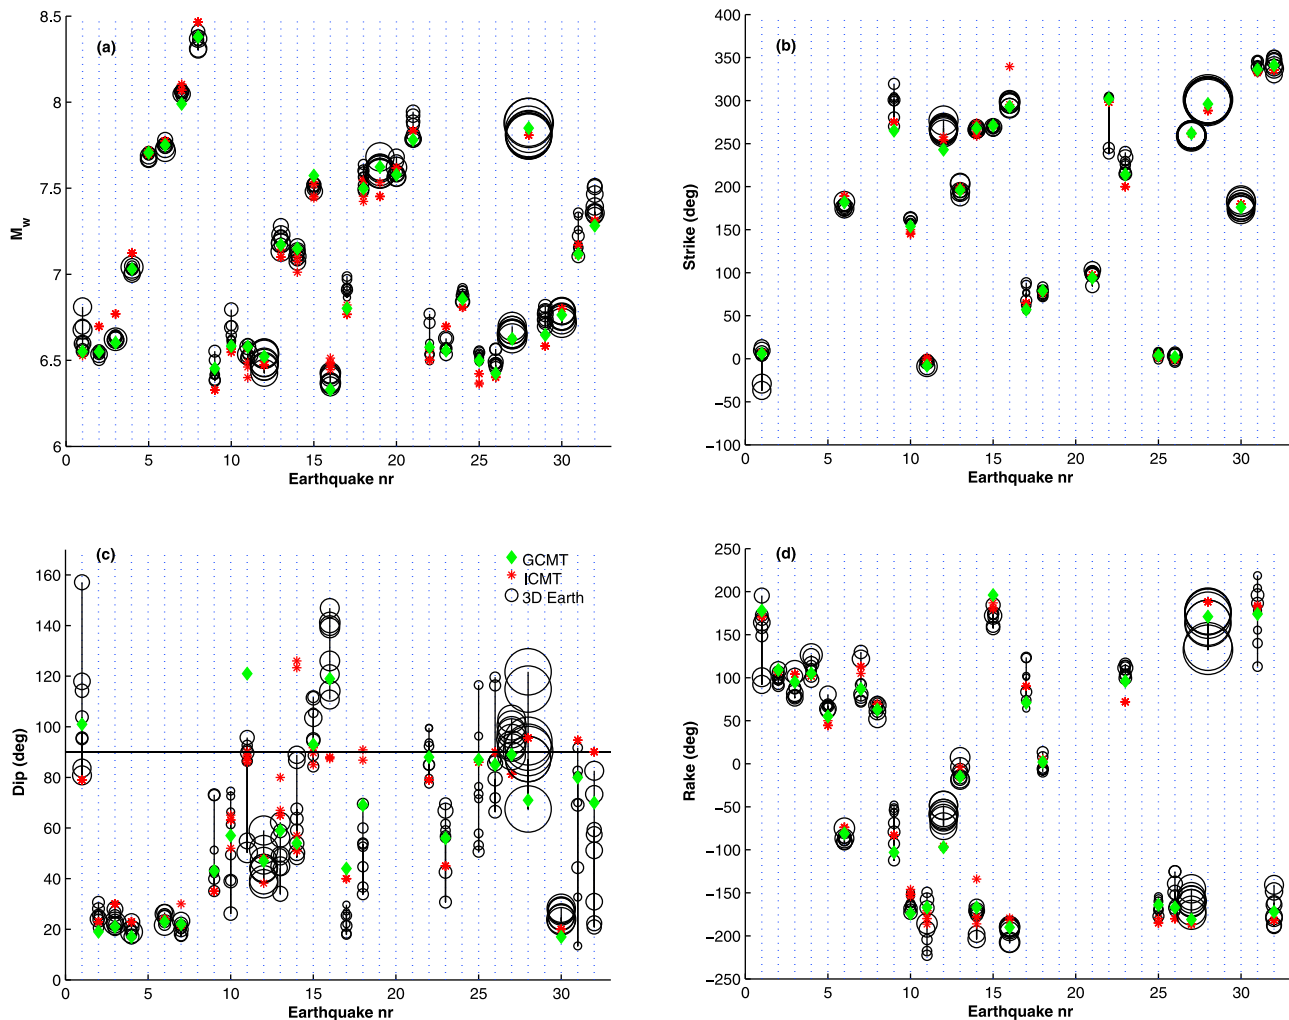 (a)
8.5
8
7.5
7
6.5
6
M_w
0 5 10 15 20 25 30
Earthquake nr
(b)
400
350
300
250
200
150
100
50
0
−50
−100
Strike (deg)
0 5 10 15 20 25 30
Earthquake nr
(c)
GCMT
ICMT
3D Earth
160
140
120
100
80
60
40
20
0
Dip (deg)
0 5 10 15 20 25 30
Earthquake nr
(d)
250
200
150
100
50
0
−50
−100
−150
−200
−250
Rake (deg)
0 5 10 15 20 25 30
Earthquake nr